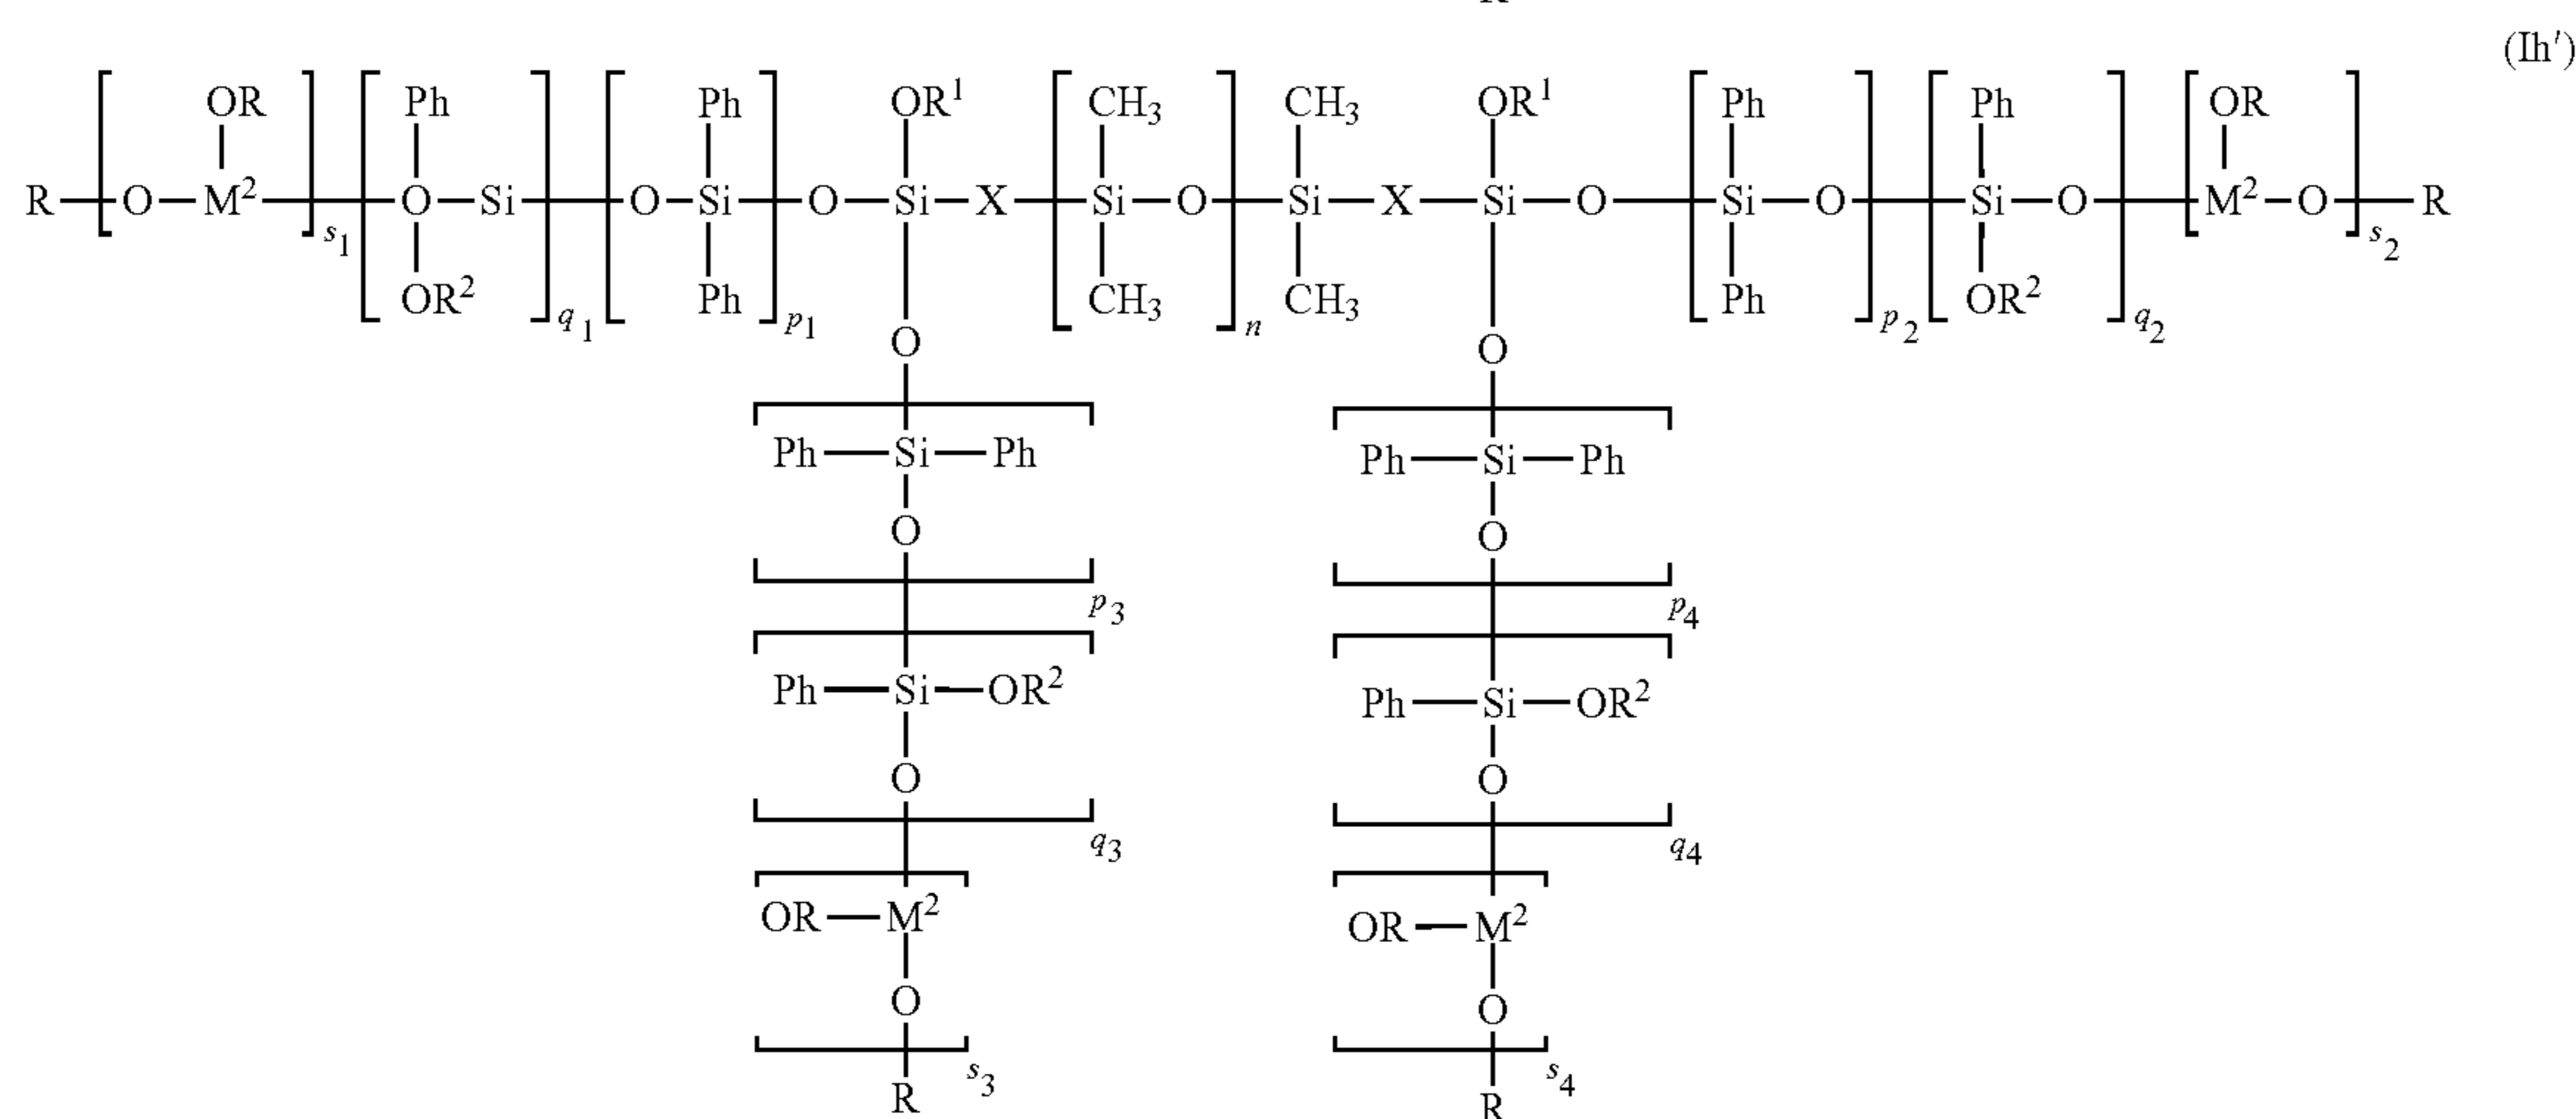 R
(Ih′)
OR Ph Ph OR¹ CH₃ CH₃ OR¹ Ph Ph OR
R—[O—M²]s₁—[O—Si]q₁—[O—Si]p₁—O—Si—X—[Si—O]n—Si—X—Si—O—[Si—O]p₂—[Si—O]q₂—[M²—O]s₂—R
OR² Ph CH₃ CH₃ Ph OR²
O O
Ph—Si—Ph Ph—Si—Ph
O O
p₃ p₄
Ph—Si—OR² Ph—Si—OR²
O O
q₃ q₄
OR—M² OR—M²
O O
s₃ s₄
R R